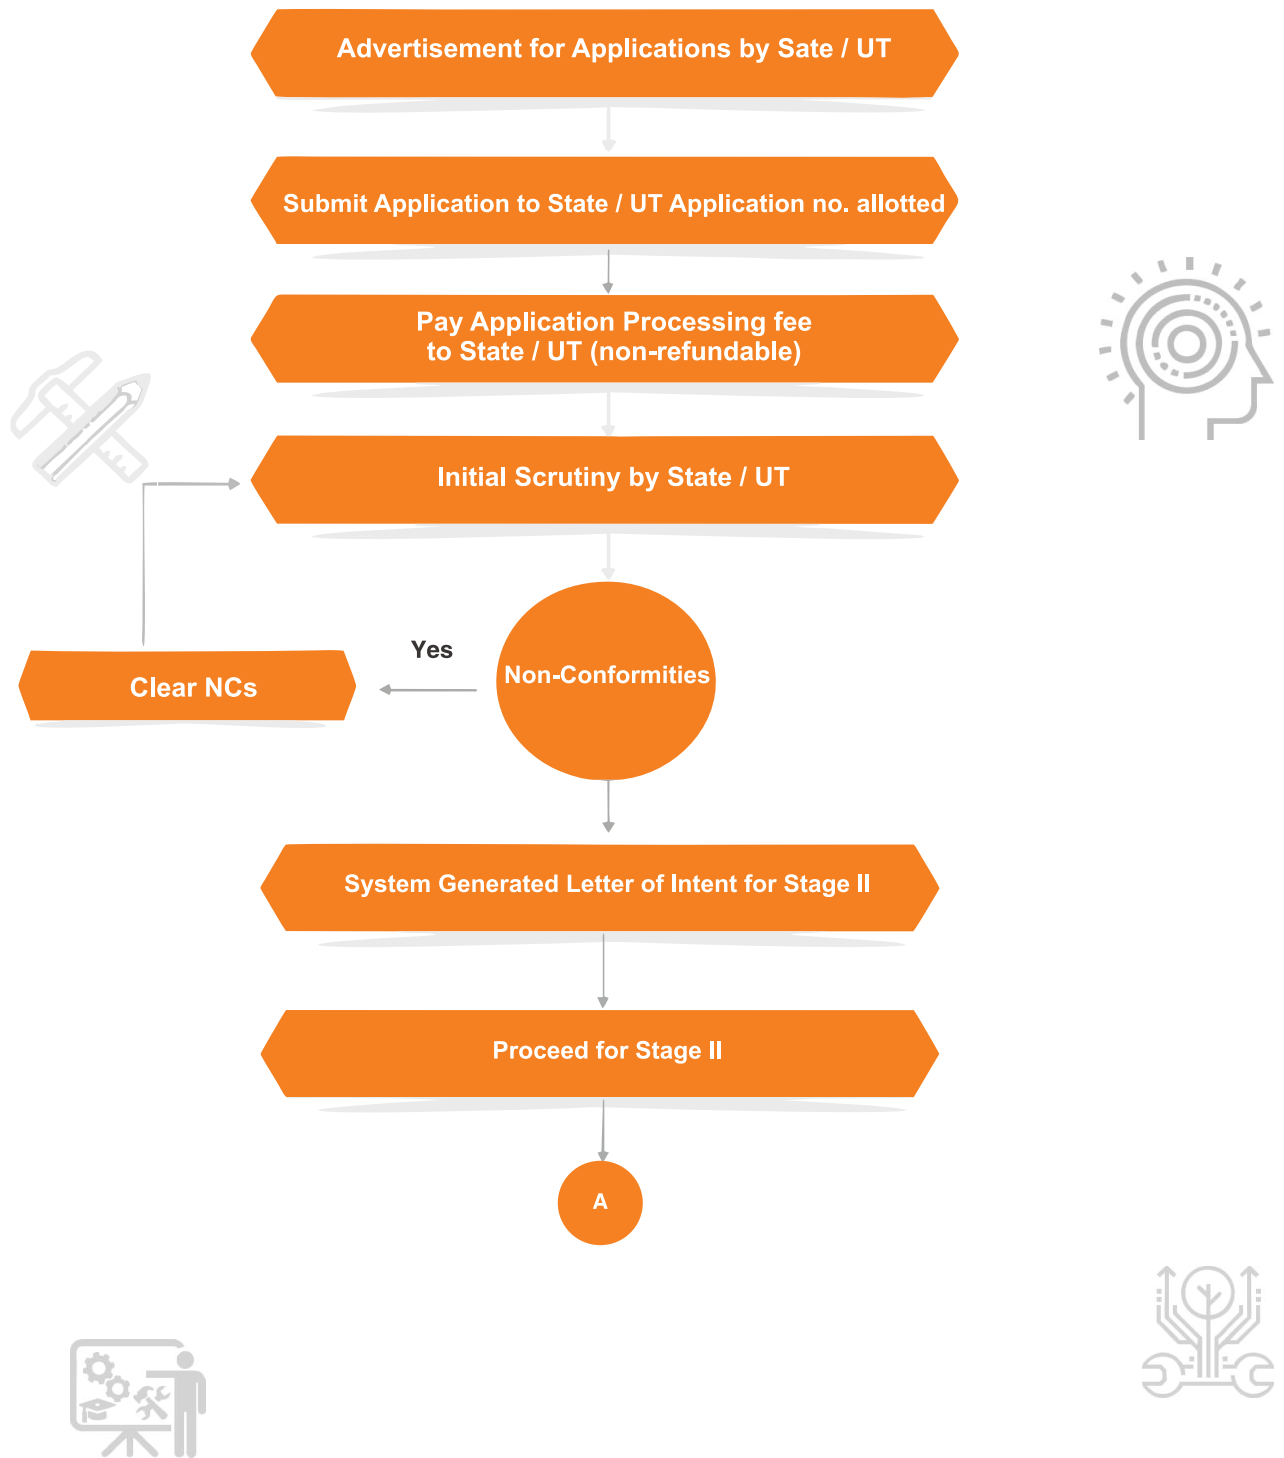 Advertisement for Applications by Sate / UT
Submit Application to State / UT Application no. allotted
Pay Application Processing fee
to State / UT (non-refundable)
Initial Scrutiny by State / UT
Yes
Non-Conformities
Clear NCs
System Generated Letter of Intent for Stage II
Proceed for Stage II
A